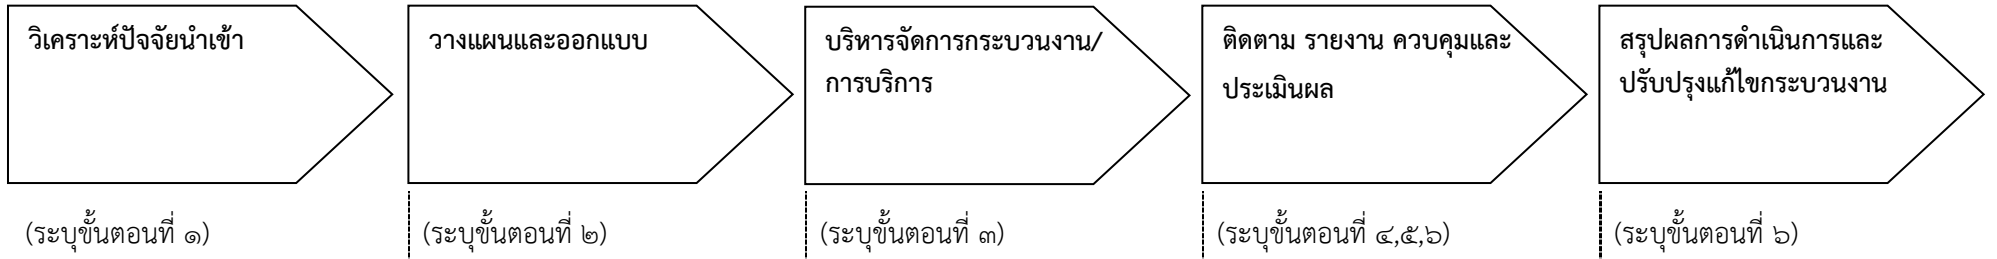 วิเคราะห์ปัจจัยนำเข้า
วางแผนและออกแบบ
บริหารจัดการกระบวนงาน/
การบริการ
ติดตาม รายงาน ควบคุมและ
ประเมินผล
สรุปผลการดำเนินการและ
ปรับปรุงแก้ไขกระบวนงาน
(ระบุขั้นตอนที่ ๑)
(ระบุขั้นตอนที่ ๒)
(ระบุขั้นตอนที่ ๓)
(ระบุขั้นตอนที่ ๔,๕,๖)
(ระบุขั้นตอนที่ ๖)